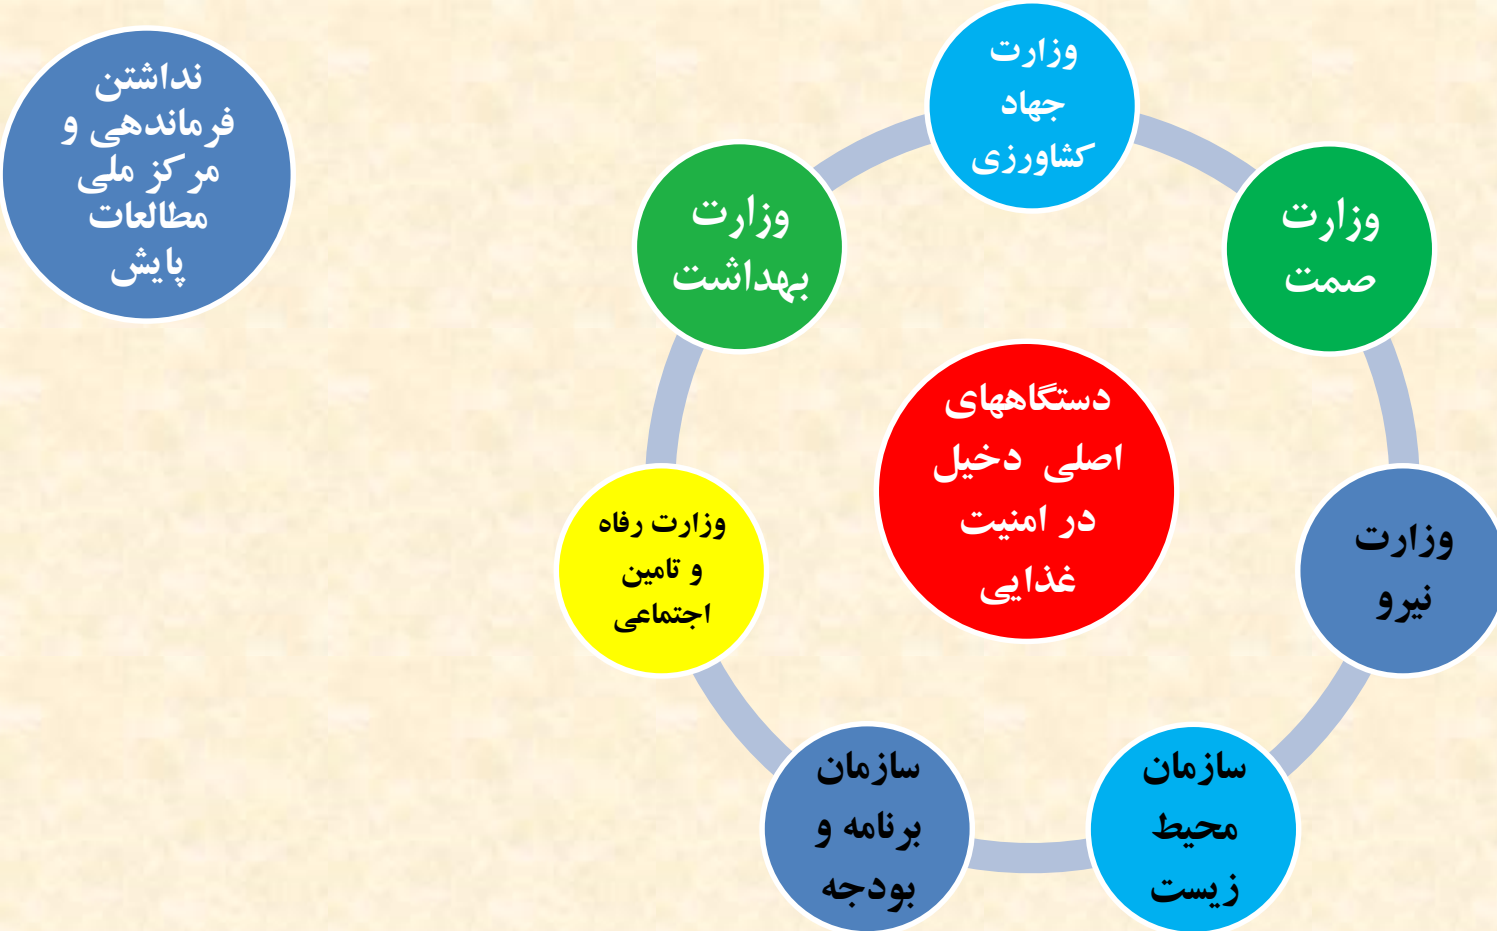 نداشتن
فرماندهی و
مرکز ملی
مطالعات
پایش
وزارت
جهاد
کشاورزی
وزارت
صمت
وزارت
نیرو
سازمان
محیط
زیست
سازمان
برنامه و
بودجه
وزارت رفاه
و تامین
اجتماعی
وزارت
بهداشت
دستگاههای
اصلی دخیل
در امنیت
غذایی